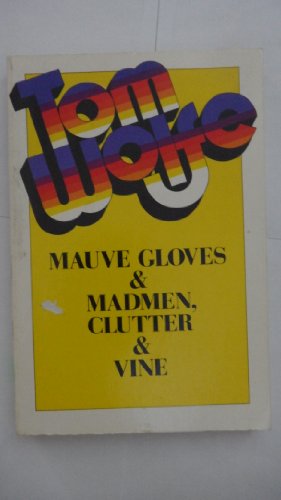 Tom
Wolfe
MAUVE GLOVES
&
MADMEN,
CLUTTER
&
VINE